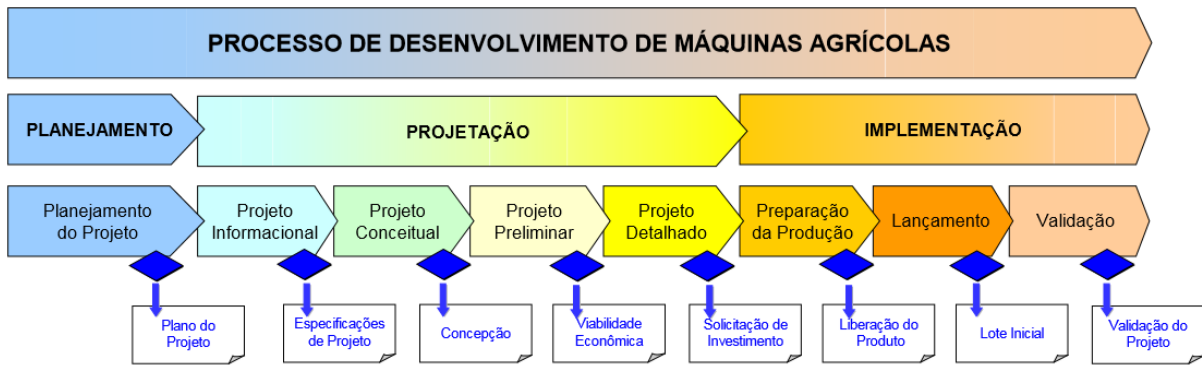 PROCESSO DE DESENVOLVIMENTO DE MÁQUINAS AGRÍCOLAS
PLANEJAMENTO
PROJETAÇÃO
IMPLEMENTAÇÃO
Planejamento
do Projeto
Projeto
Informacional
Projeto
Conceitual
Projeto
Preliminar
Projeto
Detalhado
Preparação
da Produção
Lançamento
Validação
Plano do
Projeto
Especificações
de Projeto
Concepção
Viabilidade
Econômica
Solicitação de
Investimento
Liberação do
Produto
Lote Inicial
Validação do
Projeto